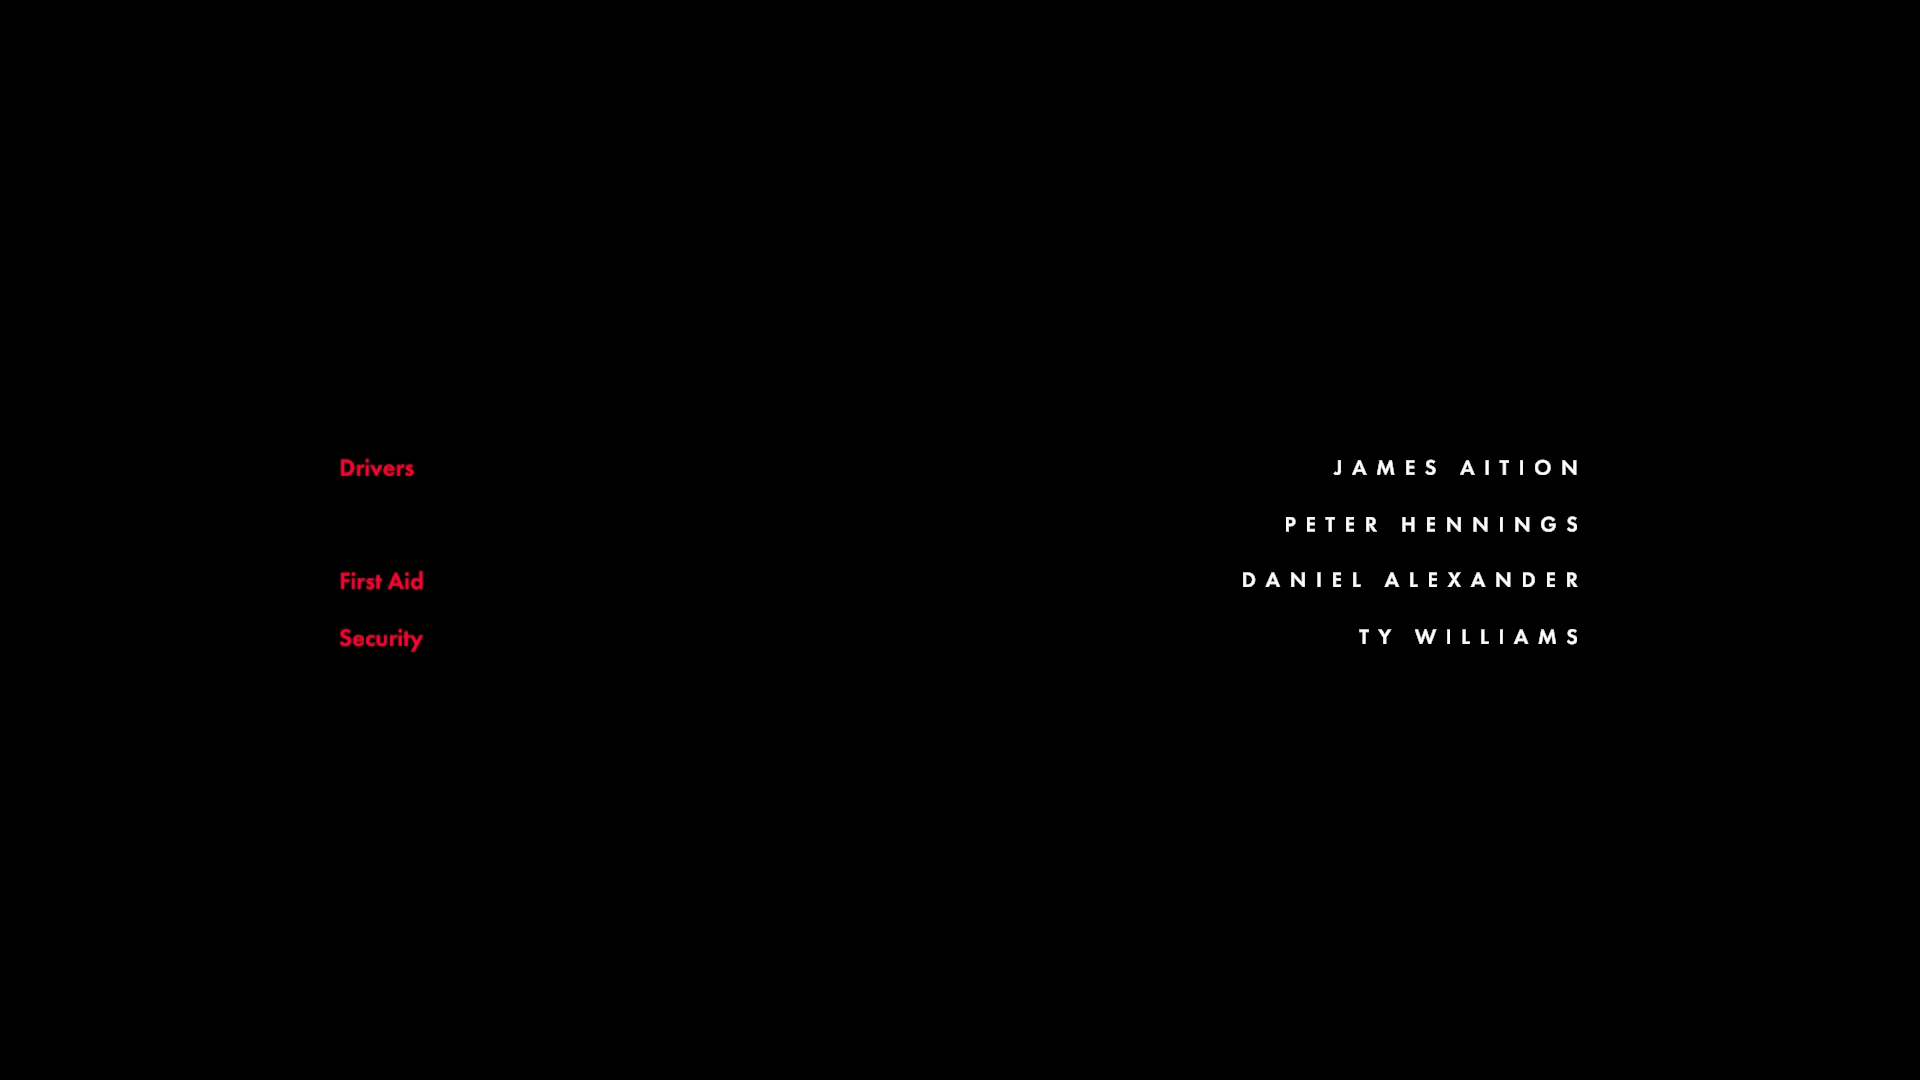 Drivers JAMES AITION
PETER HENNINGS
First Aid DANIEL ALEXANDER
Security TY WILLIAMS